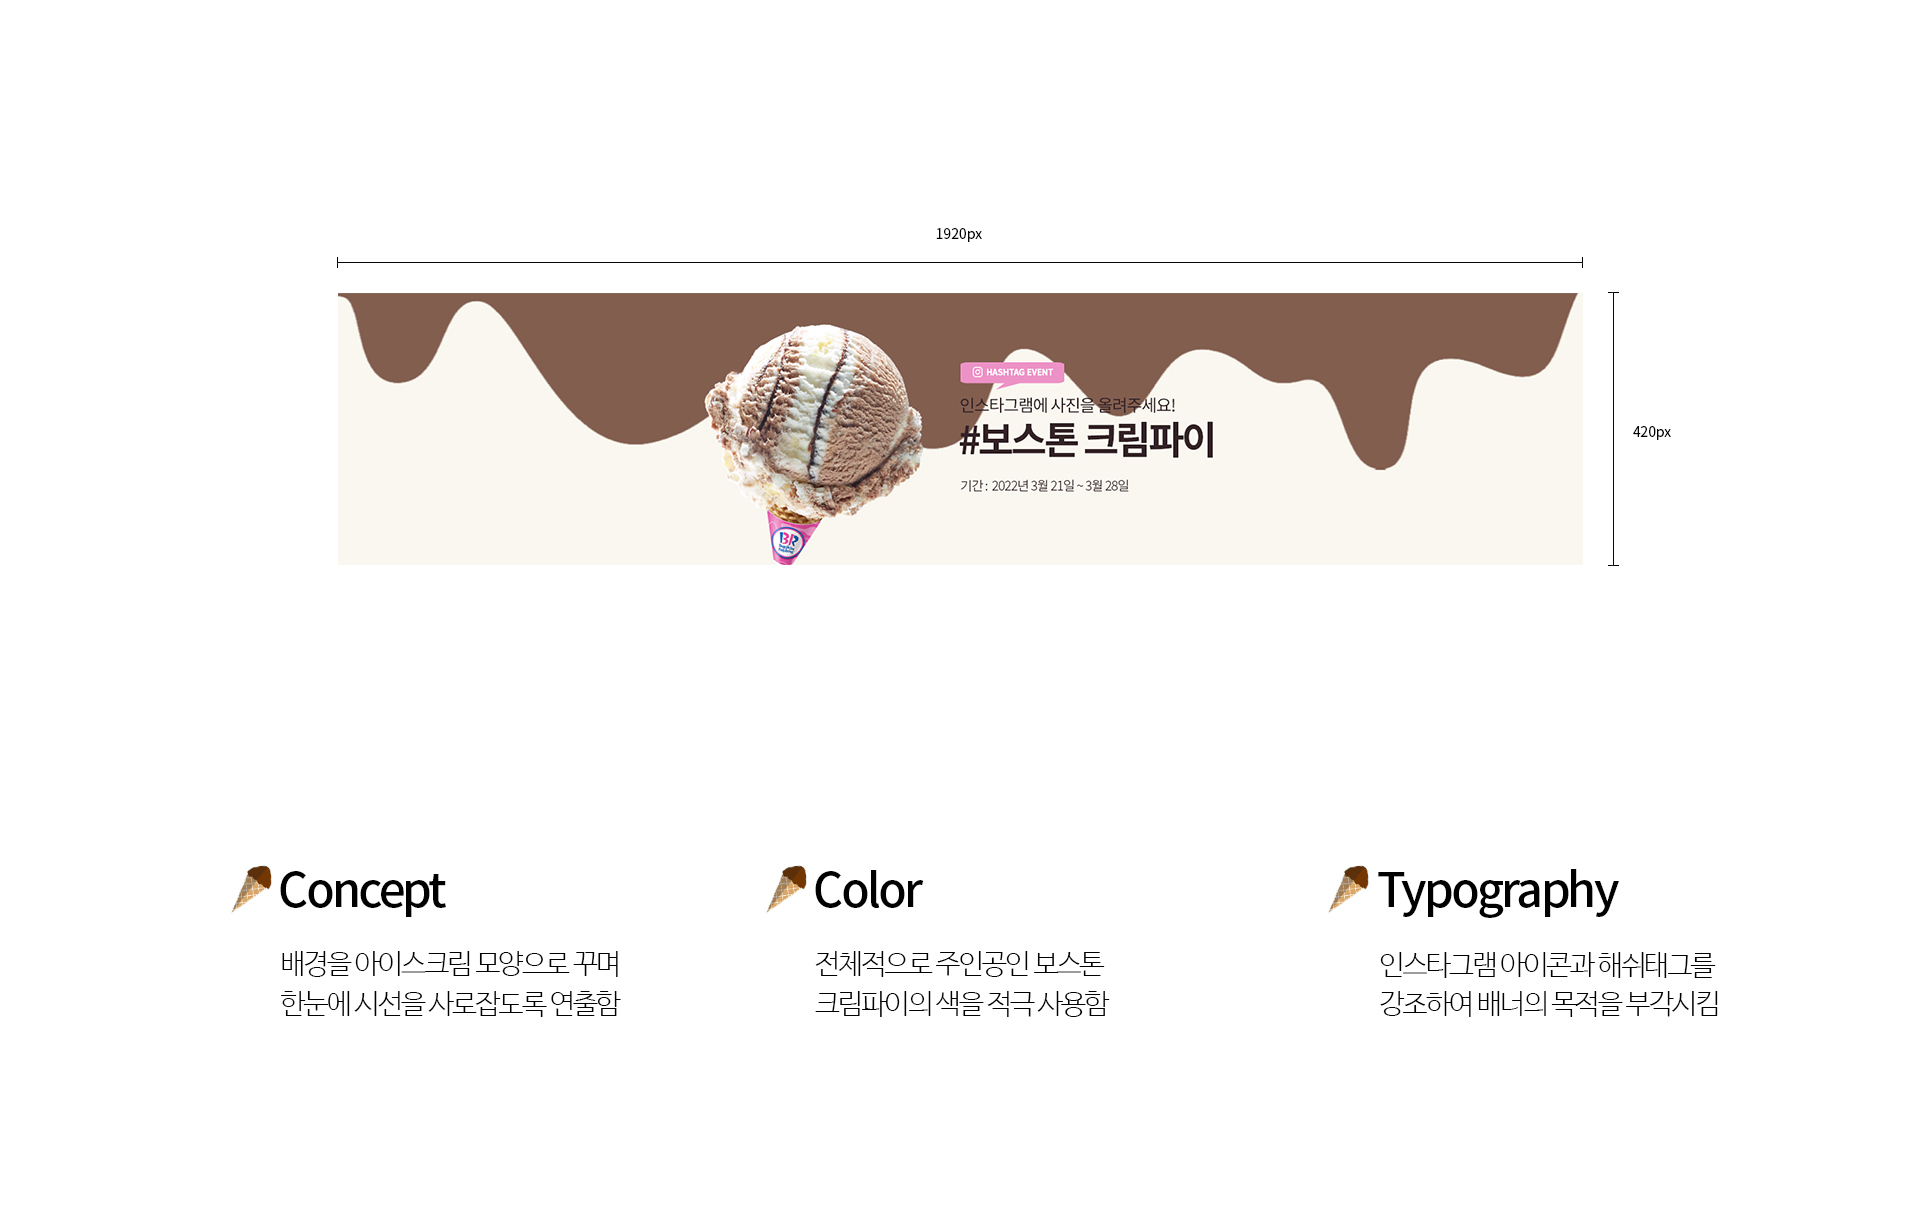 1920px
HASHTAG EVENT
인스타그램에 사진을 올려주세요!
#보스톤 크림파이
기간 : 2022년 3월 21일 ~ 3월 28일
BR
420px
Concept
배경을 아이스크림 모양으로 꾸며
한눈에 시선을 사로잡도록 연출함
Color
전체적으로 주인공인 보스톤
크림파이의 색을 적극 사용함
Typography
인스타그램 아이콘과 해쉬태그를
강조하여 배너의 목적을 부각시킴